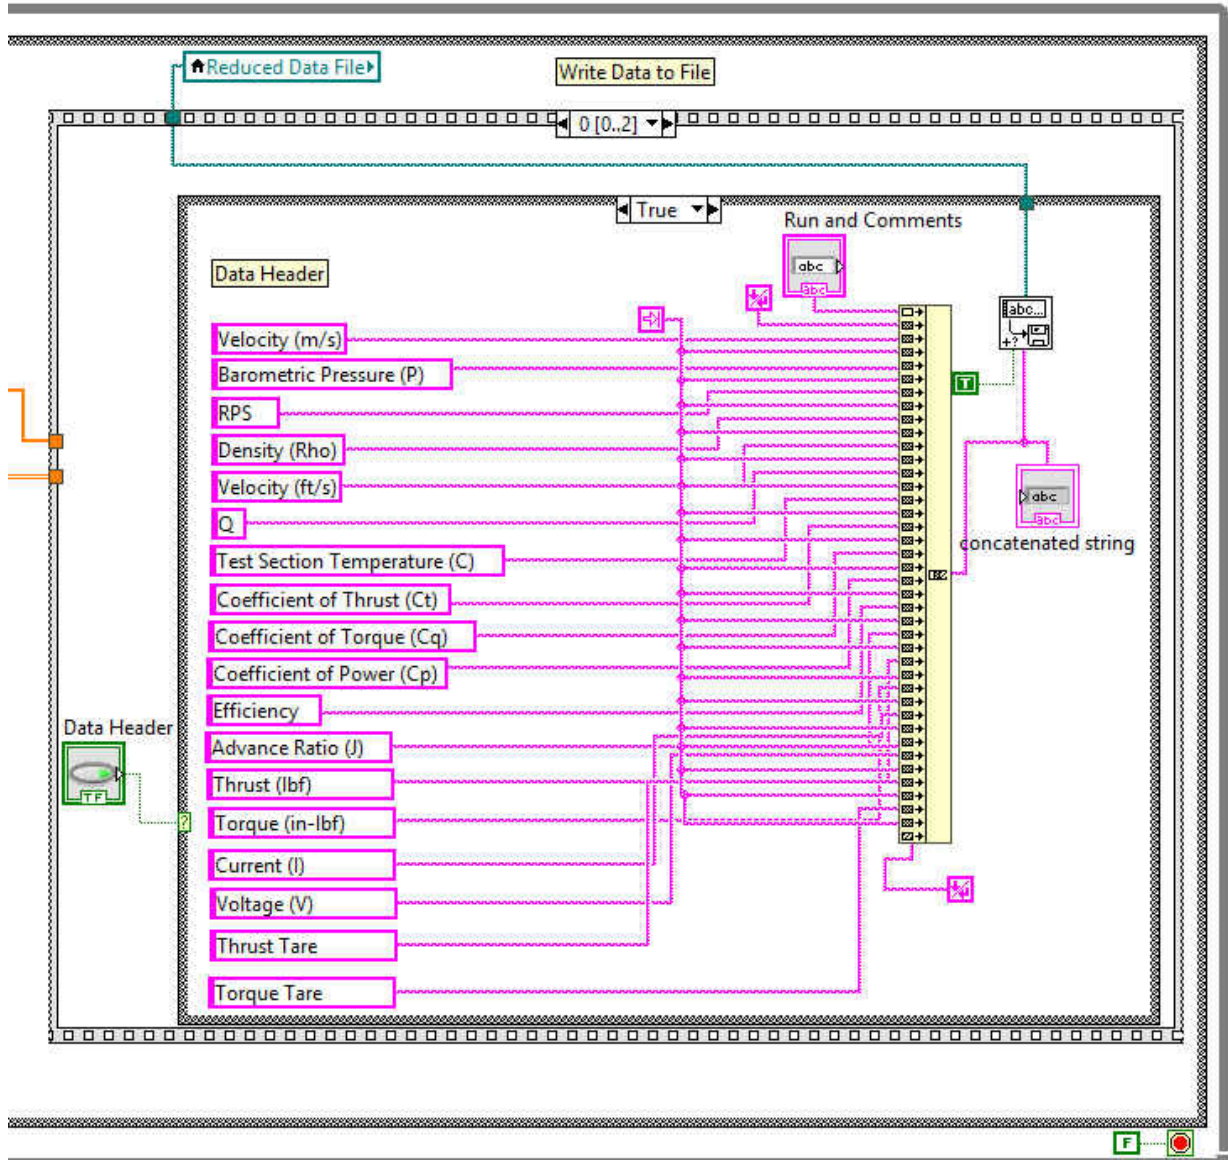 Reduced Data File
Write Data to File
0 [0..2]
True
Run and Comments
abc
abc
Data Header
abc...
+?
Velocity (m/s)
Barometric Pressure (P)
T
RPS
Density (Rho)
Velocity (ft/s)
abc
abc
Q
concatenated string
Test Section Temperature (C)
Coefficient of Thrust (Ct)
Coefficient of Torque (Cq)
Coefficient of Power (Cp)
Efficiency
Data Header
Advance Ratio (J)
TF
Thrust (lbf)
?
Torque (in-lbf)
Current (I)
Voltage (V)
Thrust Tare
Torque Tare
F